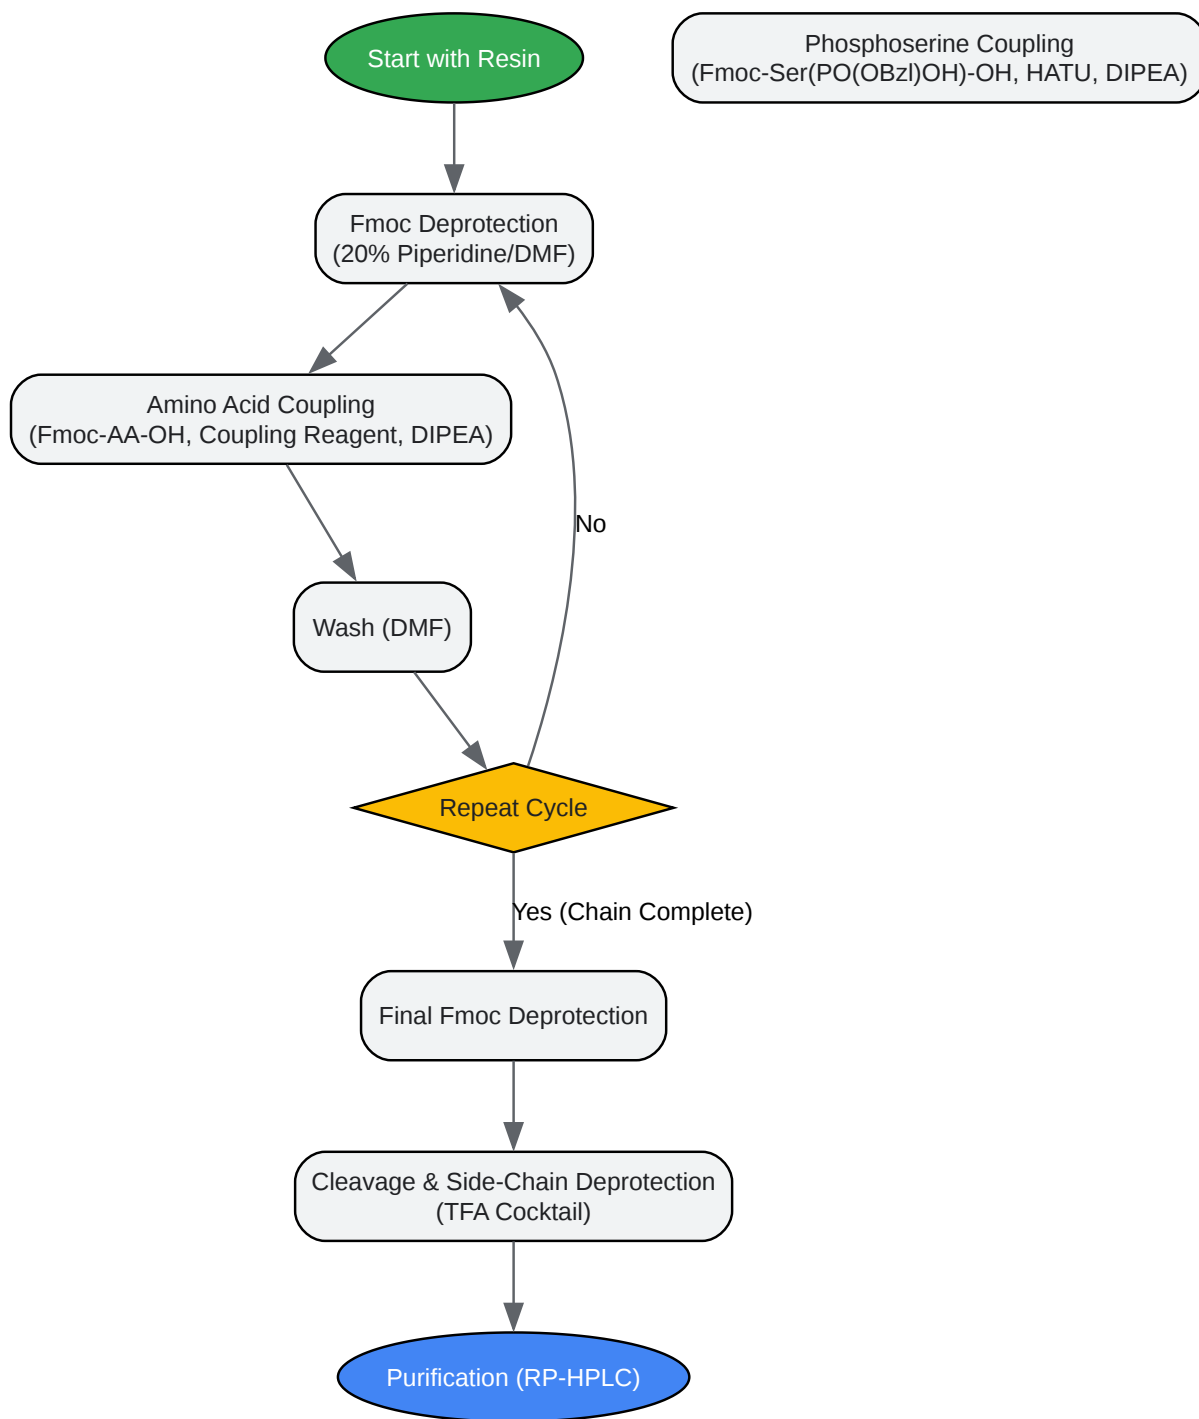 Start with Resin
Phosphoserine Coupling
(Fmoc-Ser(PO(OBzl)OH)-OH, HATU, DIPEA)
Fmoc Deprotection
(20% Piperidine/DMF)
Amino Acid Coupling
(Fmoc-AA-OH, Coupling Reagent, DIPEA)
No
Wash (DMF)
Repeat Cycle
Yes (Chain Complete)
Final Fmoc Deprotection
Cleavage & Side-Chain Deprotection
(TFA Cocktail)
Purification (RP-HPLC)